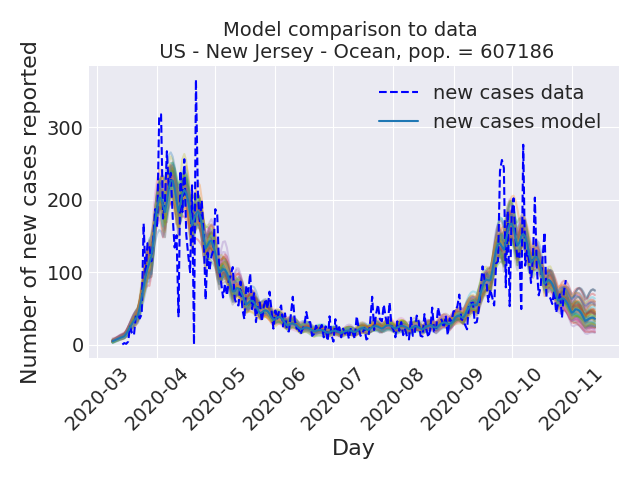 Model comparison to data
US - New Jersey - Ocean, pop. = 607186
Number of new cases reported
300
200
100
0
new cases data
new cases model
2020-03
2020-04
2020-05
2020-06
2020-07
2020-08
2020-09
2020-10
2020-11
Day